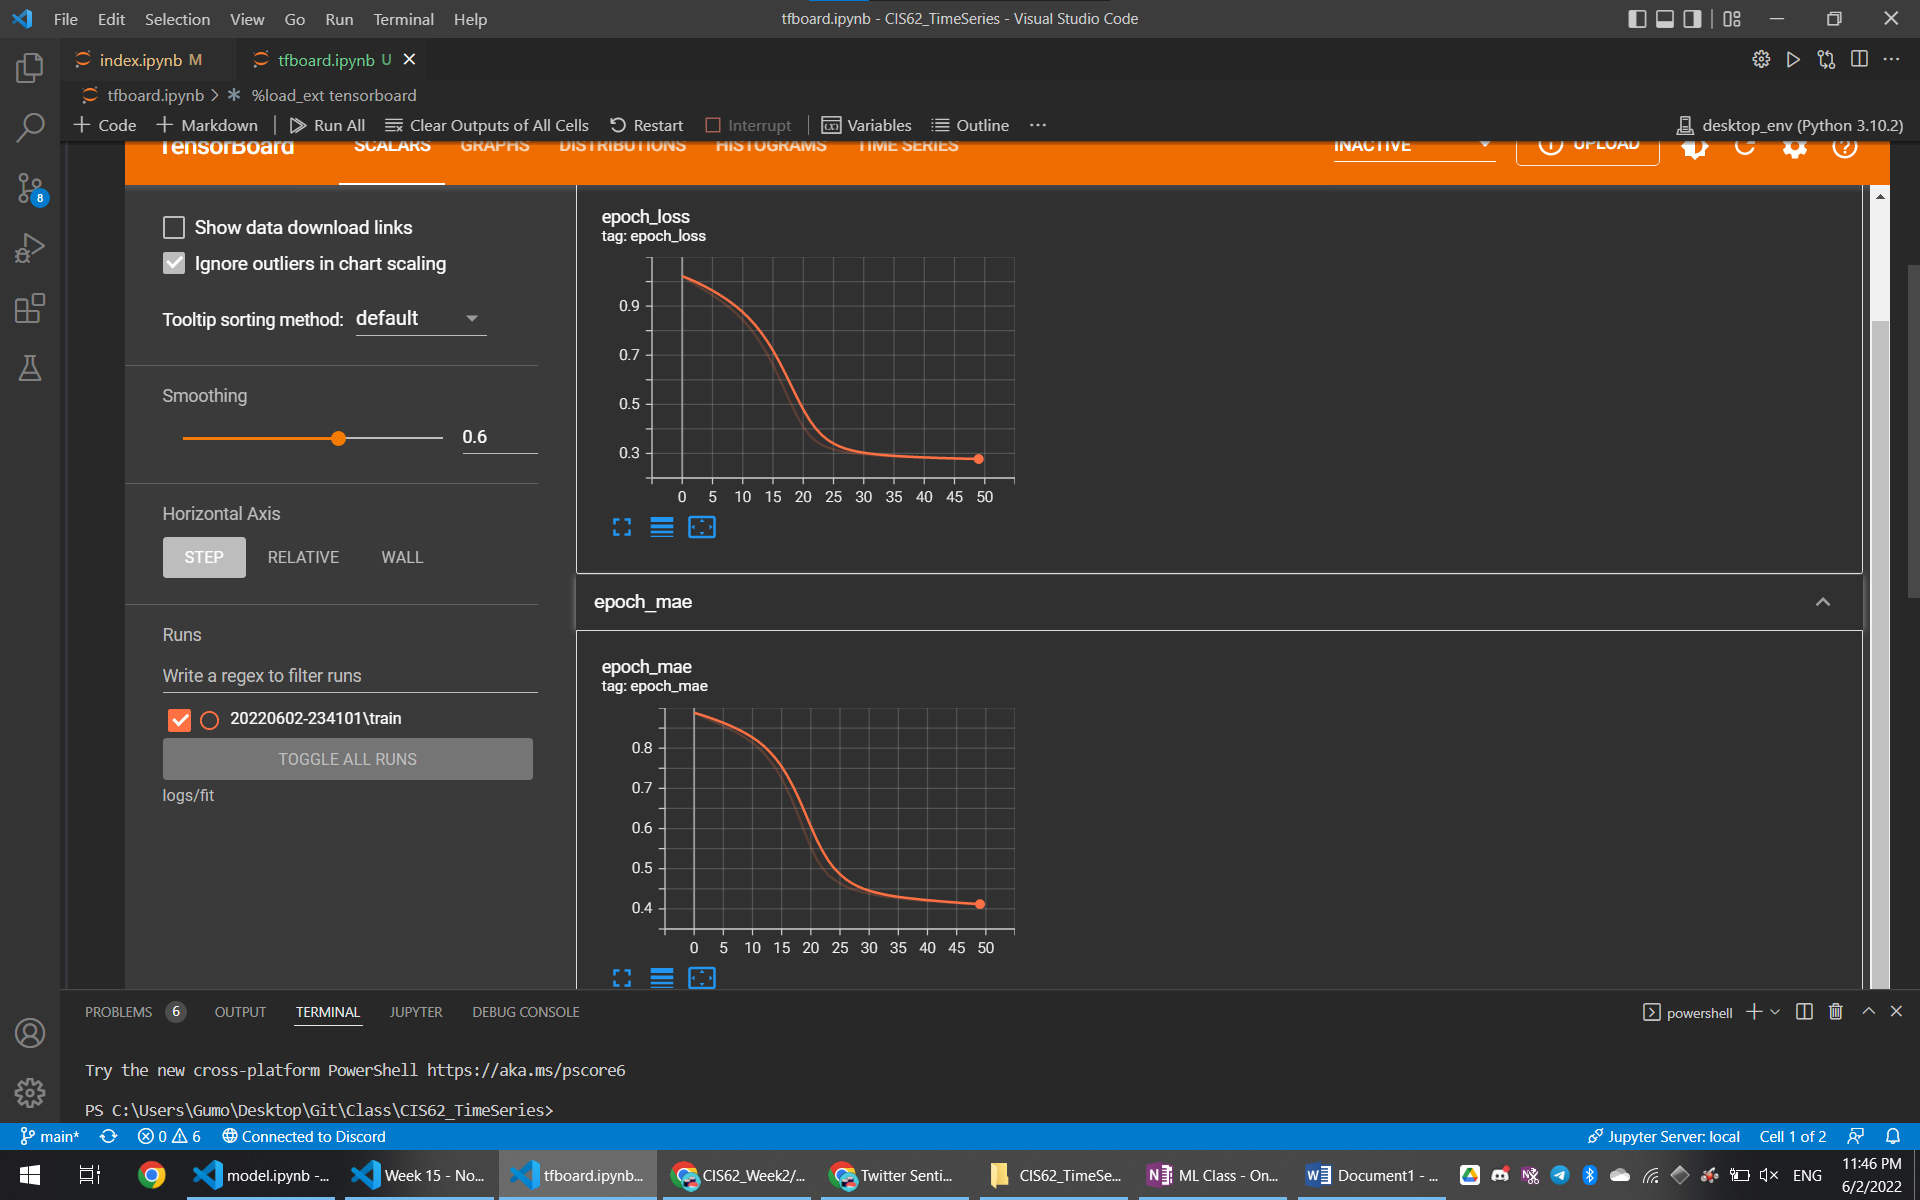 File Edit Selection View Go Run Terminal Help
tfboard.ipynb - CIS62_TimeSeries - Visual Studio Code
index.ipynb M
tfboard.ipynb U
tfboard.ipynb > * %load_ext tensorboard
+ Code + Markdown Run All Clear Outputs of All Cells Restart Interrupt Variables Outline ...
desktop_env (Python 3.10.2)
TensorBoard SCALARS GRAPHS DISTRIBUTIONS HISTOGRAMS TIME SERIES INACTIVE UPLOAD
Show data download links
Ignore outliers in chart scaling
Tooltip sorting method: default
Smoothing
0.6
Horizontal Axis
STEP RELATIVE WALL
Runs
Write a regex to filter runs
20220602-234101\train
TOGGLE ALL RUNS
logs/fit
epoch_loss
tag: epoch_loss
0.9
0.7
0.5
0.3
0 5 10 15 20 25 30 35 40 45 50
epoch_mae
epoch_mae
tag: epoch_mae
0.8
0.7
0.6
0.5
0.4
0 5 10 15 20 25 30 35 40 45 50
PROBLEMS 6 OUTPUT TERMINAL JUPYTER DEBUG CONSOLE
powershell
Try the new cross-platform PowerShell https://aka.ms/pscore6
PS C:\Users\Gumo\Desktop\Git\Class\CIS62_TimeSeries>
8
main* 0 6 Connected to Discord
Jupyter Server: local Cell 1 of 2
model.ipynb -...
Week 15 - No...
tfboard.ipynb...
CIS62_Week2/...
Twitter Senti...
CIS62_TimeSe...
ML Class - On...
Document1 - ...
ENG
11:46 PM
6/2/2022